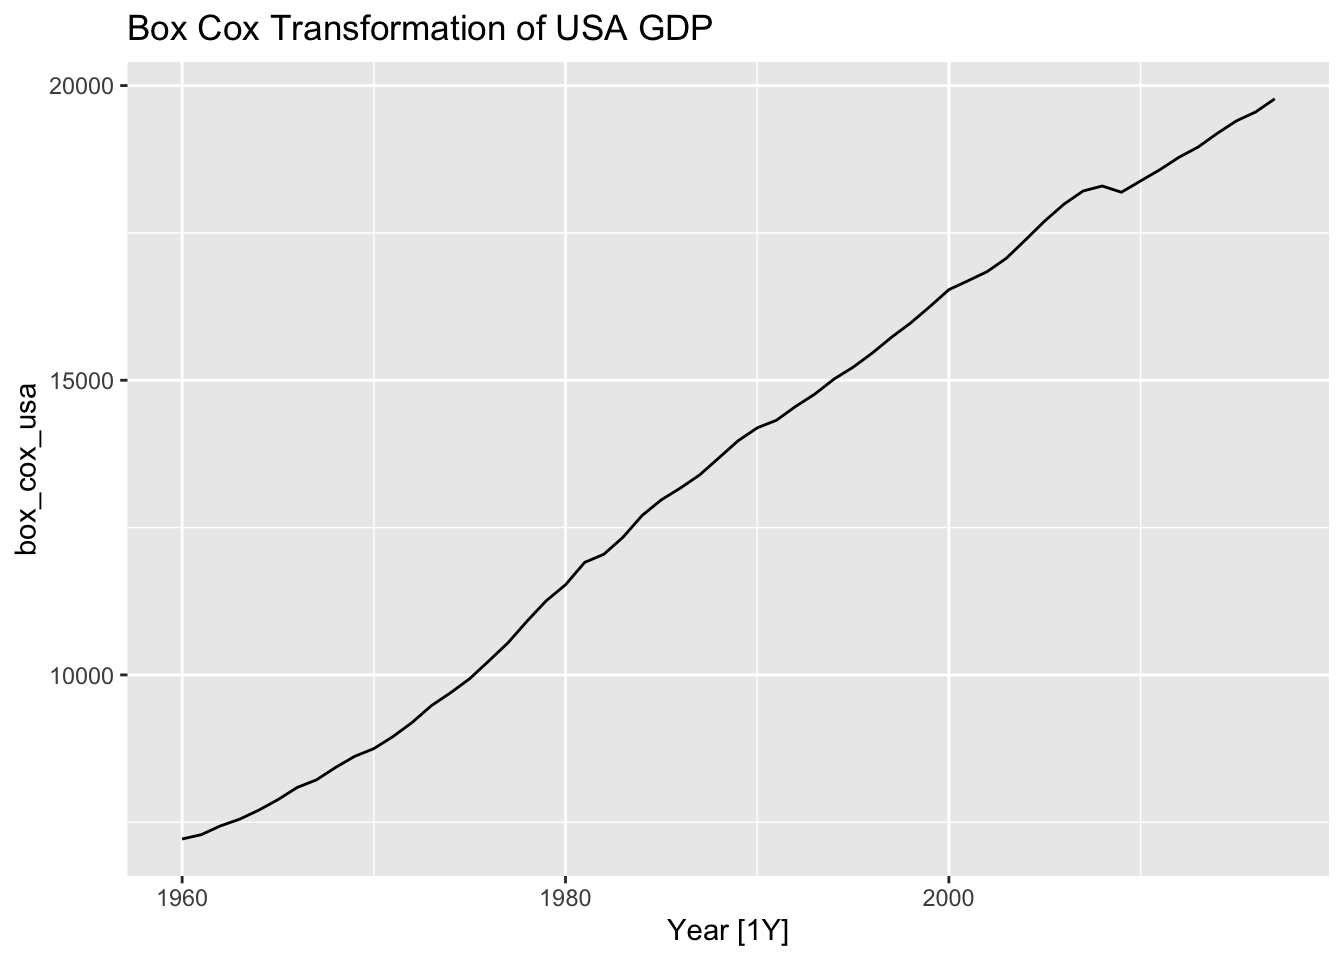 Box Cox Transformation of USA GDP
20000
15000
10000
box_cox_usa
1960
1980
2000
Year [1Y]